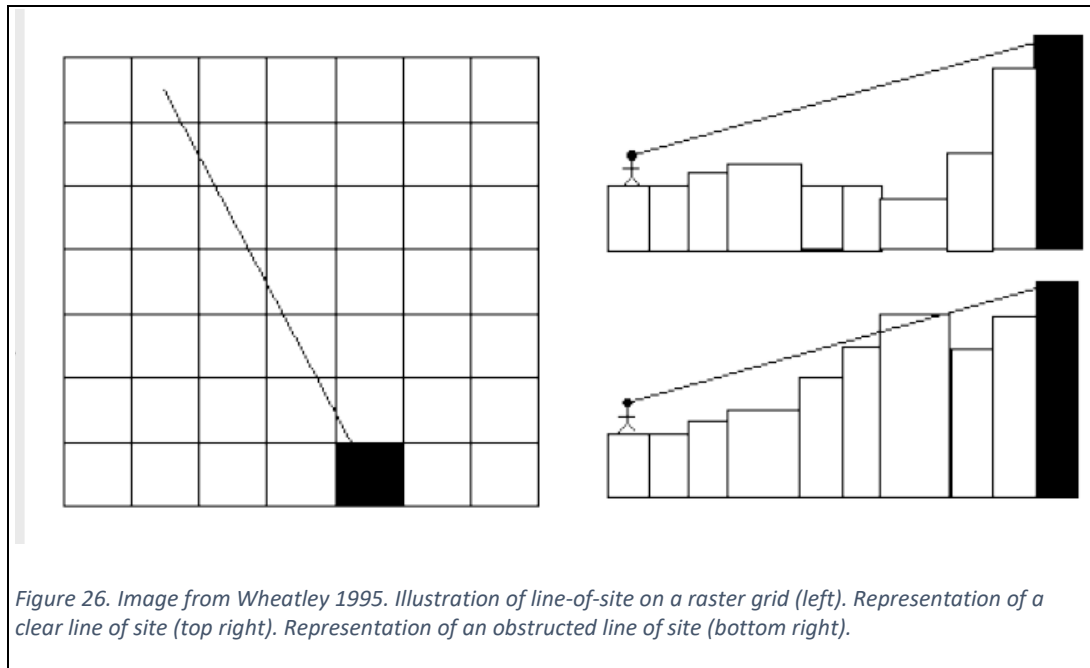 Figure 26. Image from Wheatley 1995. Illustration of line-of-site on a raster grid (left). Representation of a
clear line of site (top right). Representation of an obstructed line of site (bottom right).